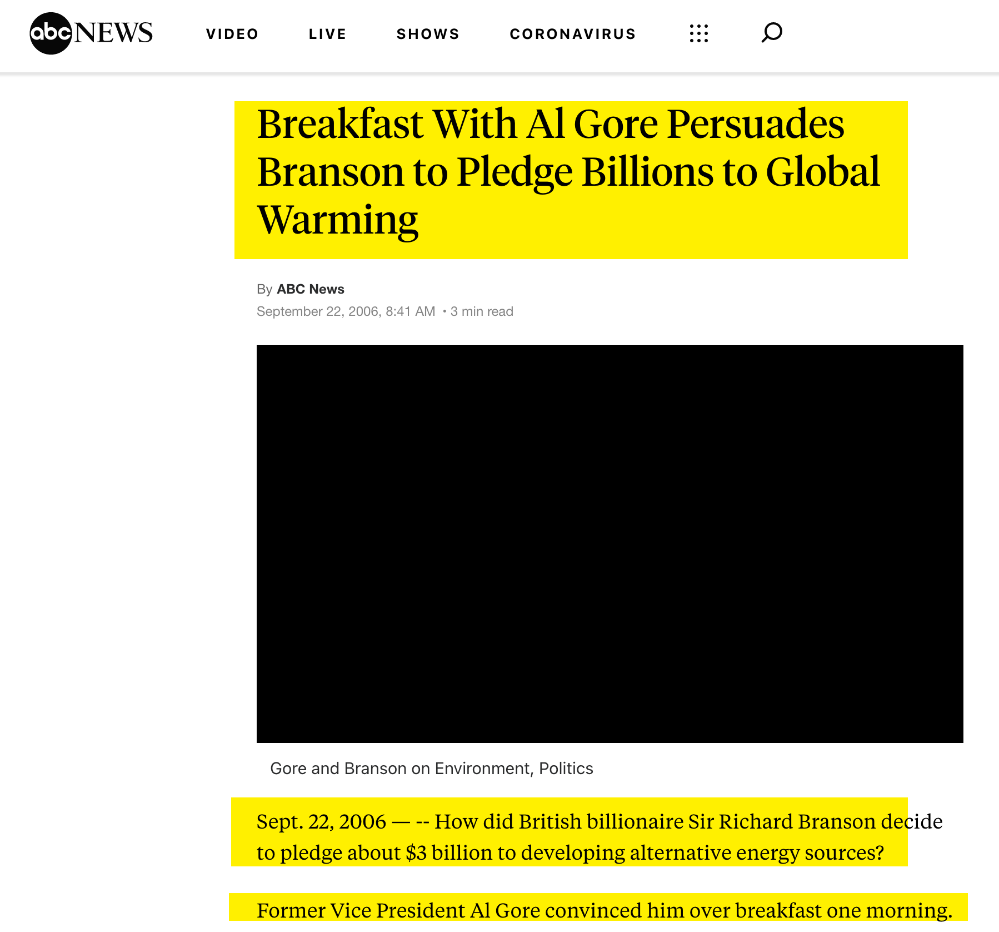 abc NEWS VIDEO LIVE SHOWS CORONAVIRUS
Breakfast With Al Gore Persuades
Branson to Pledge Billions to Global
Warming
By ABC News
September 22, 2006, 8:41 AM • 3 min read
Gore and Branson on Environment, Politics
Sept. 22, 2006 — -- How did British billionaire Sir Richard Branson decide
to pledge about $3 billion to developing alternative energy sources?
Former Vice President Al Gore convinced him over breakfast one morning.